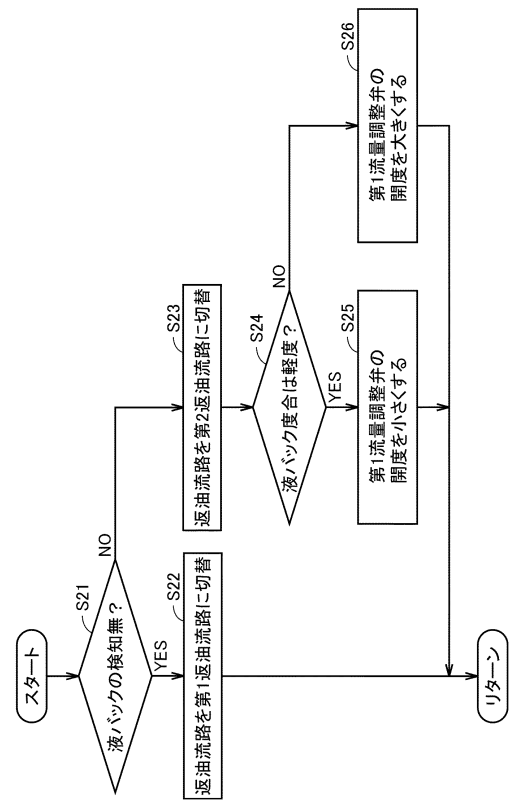 スタート
S21
液バックの検知無？
YES
NO
S22
返油流路を第1返油流路に切替
S23
返油流路を第2返油流路に切替
S24
液バック度合は軽度？
YES
NO
S25
第1流量調整弁の
開度を小さくする
S26
第1流量調整弁の
開度を大きくする
リターン